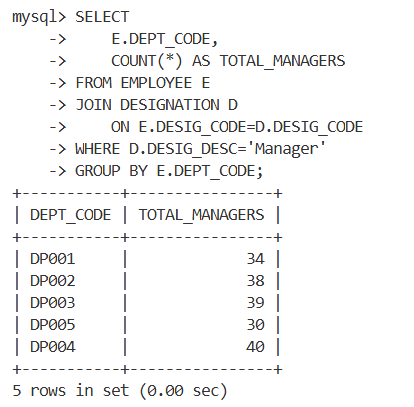 mysql> SELECT
    ->     E.DEPT_CODE,
    ->     COUNT(*) AS TOTAL_MANAGERS
    -> FROM EMPLOYEE E
    -> JOIN DESIGNATION D
    ->     ON E.DESIG_CODE=D.DESIG_CODE
    -> WHERE D.DESIG_DESC='Manager'
    -> GROUP BY E.DEPT_CODE;
+-----------+----------------+
| DEPT_CODE | TOTAL_MANAGERS |
+-----------+----------------+
| DP001     |             34 |
| DP002     |             38 |
| DP003     |             39 |
| DP005     |             30 |
| DP004     |             40 |
+-----------+----------------+
5 rows in set (0.00 sec)